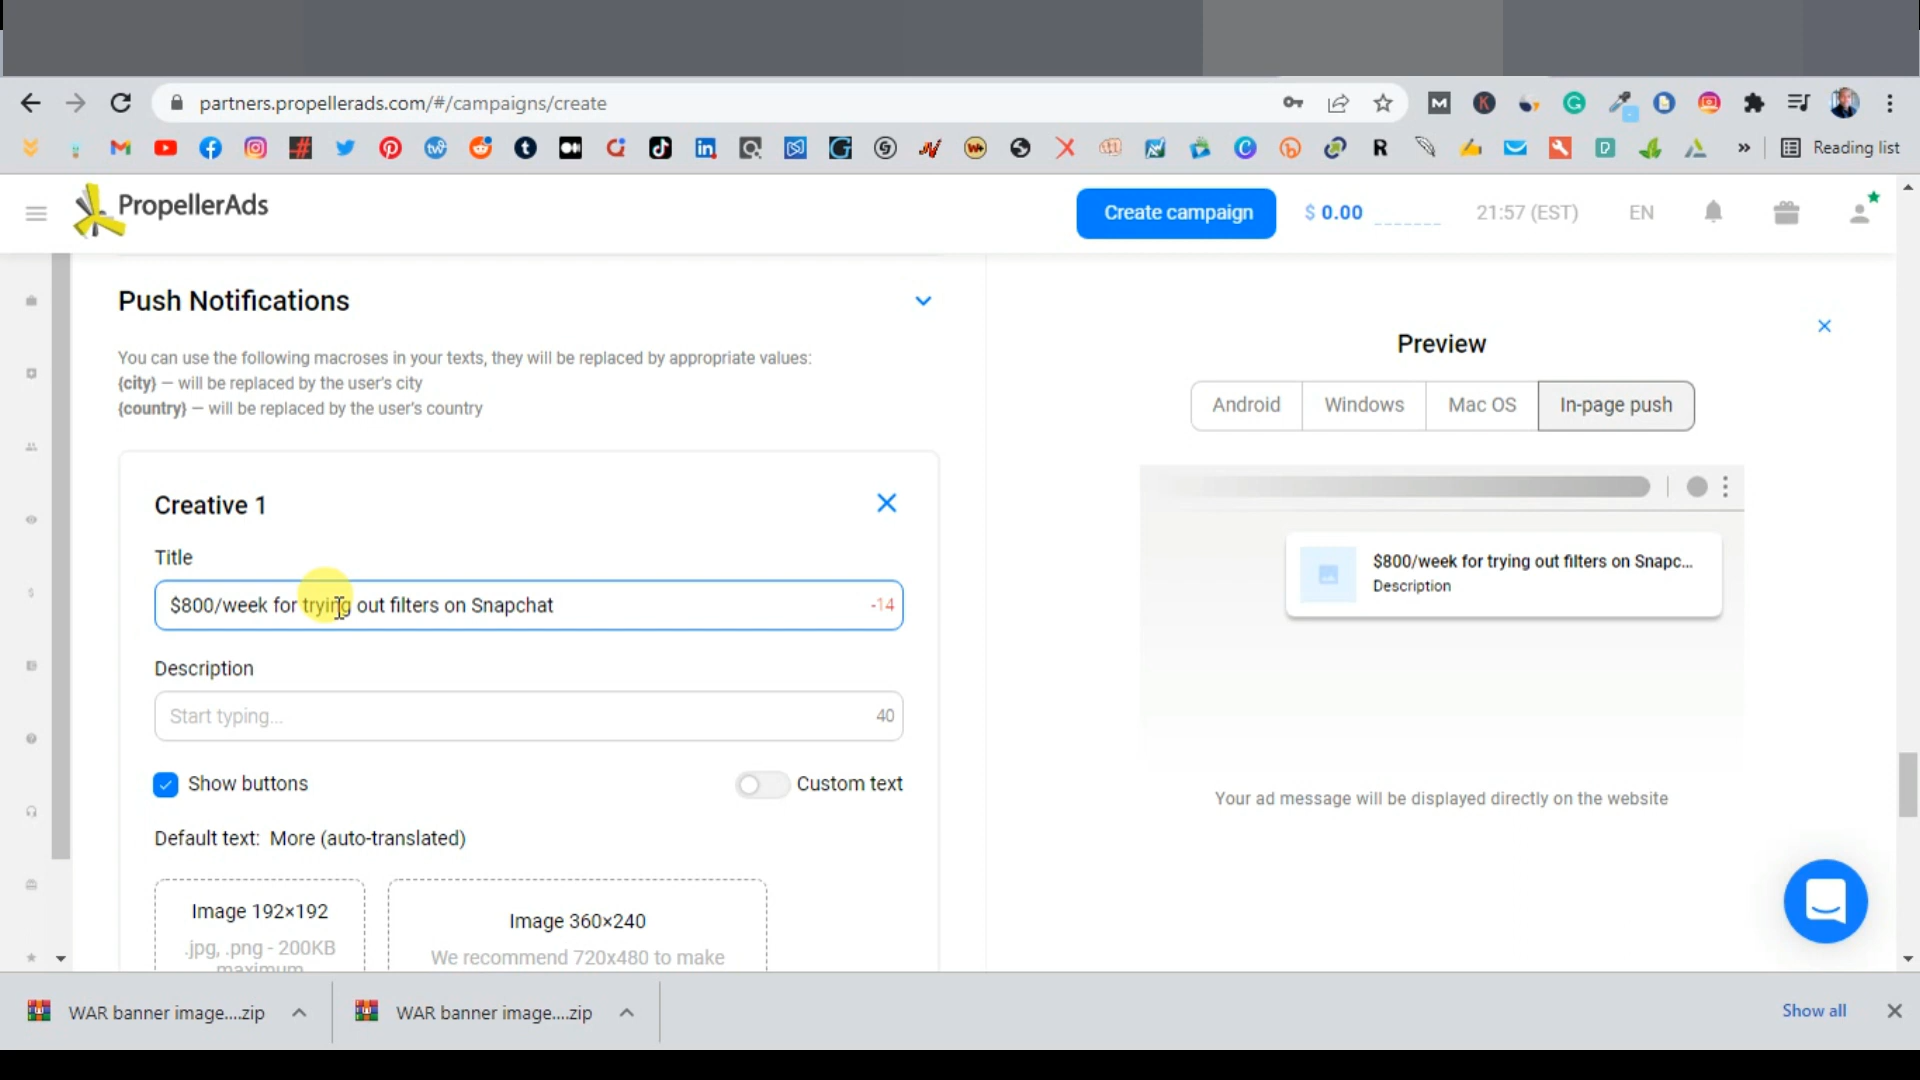 partners.propellerads.com/#/campaigns/create
Reading list
PropellerAds
Create campaign
$ 0.00
21:57 (EST)
EN
Push Notifications
You can use the following macroses in your texts, they will be replaced by appropriate values:
{city} — will be replaced by the user's city
{country} — will be replaced by the user's country
Creative 1
Title
$800/week for trying out filters on Snapchat
-14
Description
Start typing...
40
Show buttons
Custom text
Default text: More (auto-translated)
Image 192×192
.jpg, .png - 200KB
maximum
Image 360×240
We recommend 720x480 to make
Preview
Android
Windows
Mac OS
In-page push
$800/week for trying out filters on Snapc...
Description
Your ad message will be displayed directly on the website
WAR banner image....zip
WAR banner image....zip
Show all